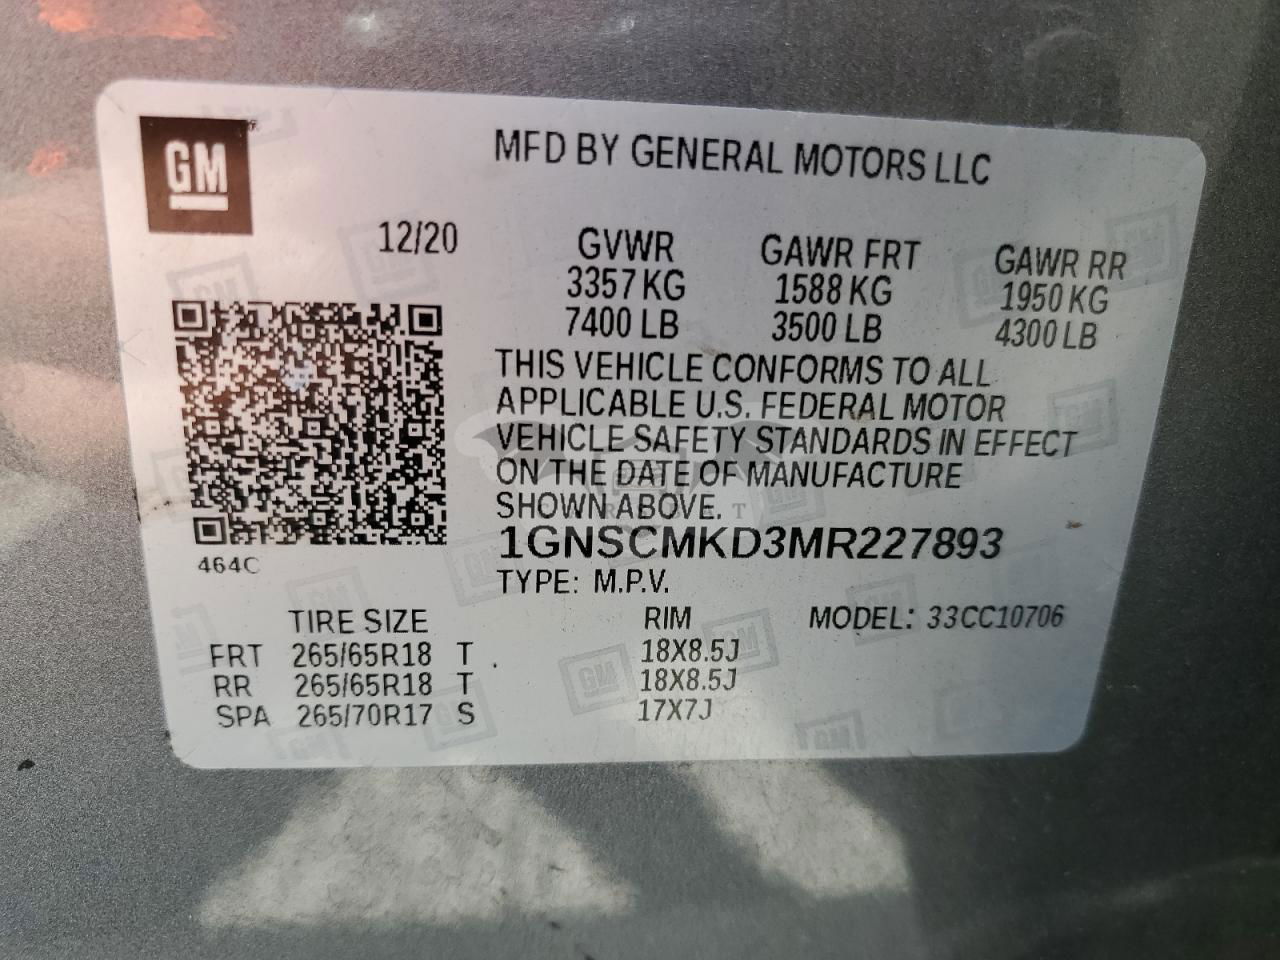 GM
MFD BY GENERAL MOTORS LLC
12/20
GVWR GAWR FRT GAWR RR
3357 KG 1588 KG 1950 KG
7400 LB 3500 LB 4300 LB
THIS VEHICLE CONFORMS TO ALL
APPLICABLE U.S. FEDERAL MOTOR
VEHICLE SAFETY STANDARDS IN EFFECT
ON THE DATE OF MANUFACTURE
SHOWN ABOVE.
1GNSCMKD3MR227893
464C
TYPE: M.P.V.
TIRE SIZE RIM MODEL: 33CC10706
FRT 265/65R18 T 18X8.5J
RR 265/65R18 T 18X8.5J
SPA 265/70R17 S 17X7J